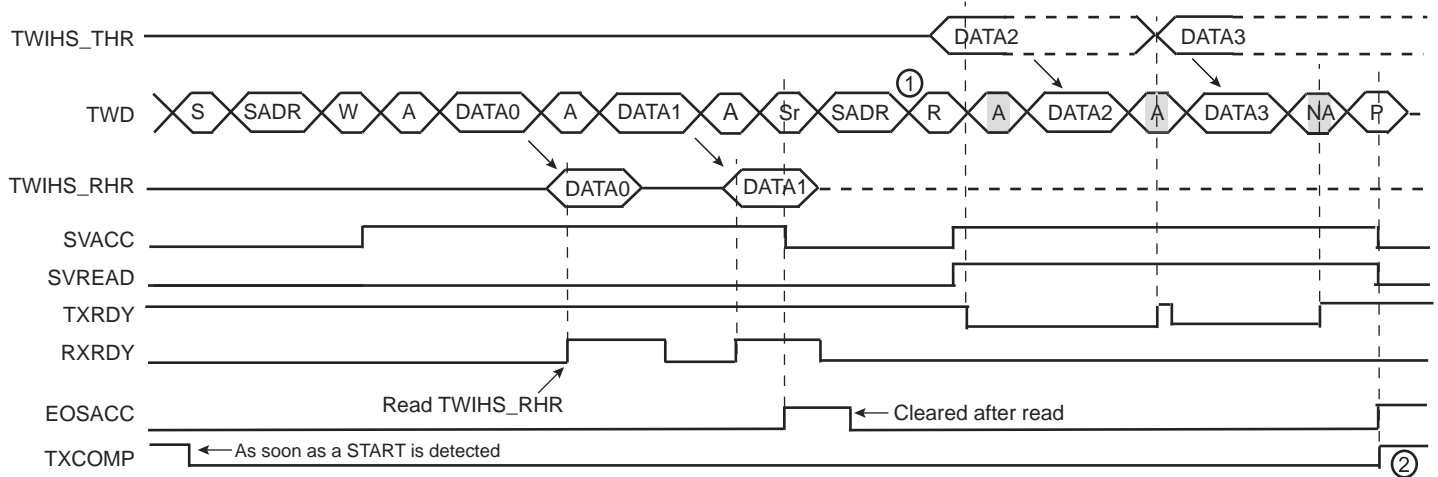 TWIHS_THR DATA2 DATA3
1
TWD S SADR W A DATA0 A DATA1 A Sr SADR R A DATA2 A DATA3 NA P
TWIHS_RHR DATA0 DATA1
SVACC
SVREAD
TXRDY
RXRDY
Read TWIHS_RHR
EOSACC Cleared after read
TXCOMP As soon as a START is detected 2